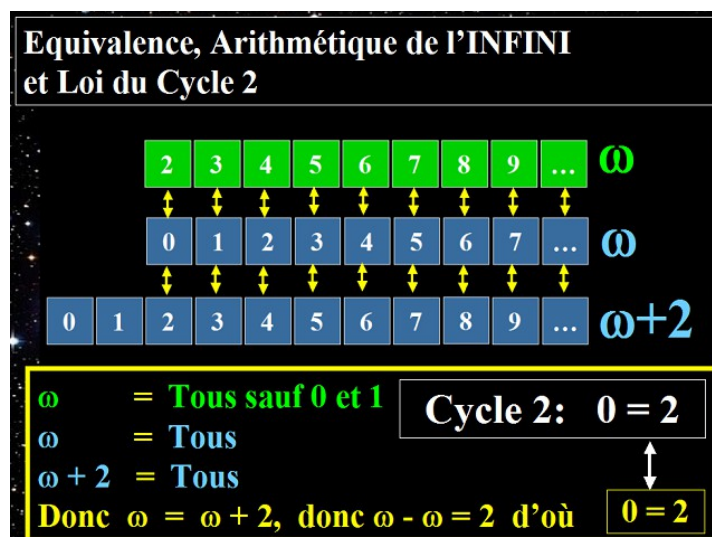 Equivalence, Arithmétique de l’INFINI
et Loi du Cycle 2
2 3 4 5 6 7 8 9 ... ω
0 1 2 3 4 5 6 7 ... ω
0 1 2 3 4 5 6 7 8 9 ... ω+2
ω = Tous sauf 0 et 1
Cycle 2: 0 = 2
ω = Tous
ω + 2 = Tous
Donc ω = ω + 2, donc ω - ω = 2 d’où 0 = 2